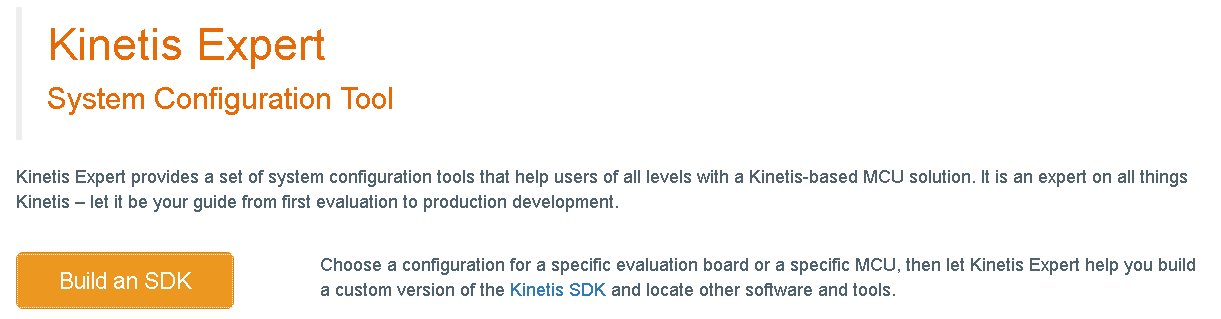 Kinetis Expert
System Configuration Tool
Kinetis Expert provides a set of system configuration tools that help users of all levels with a Kinetis-based MCU solution. It is an expert on all things
Kinetis – let it be your guide from first evaluation to production development.
Build an SDK
Choose a configuration for a specific evaluation board or a specific MCU, then let Kinetis Expert help you build
a custom version of the Kinetis SDK and locate other software and tools.